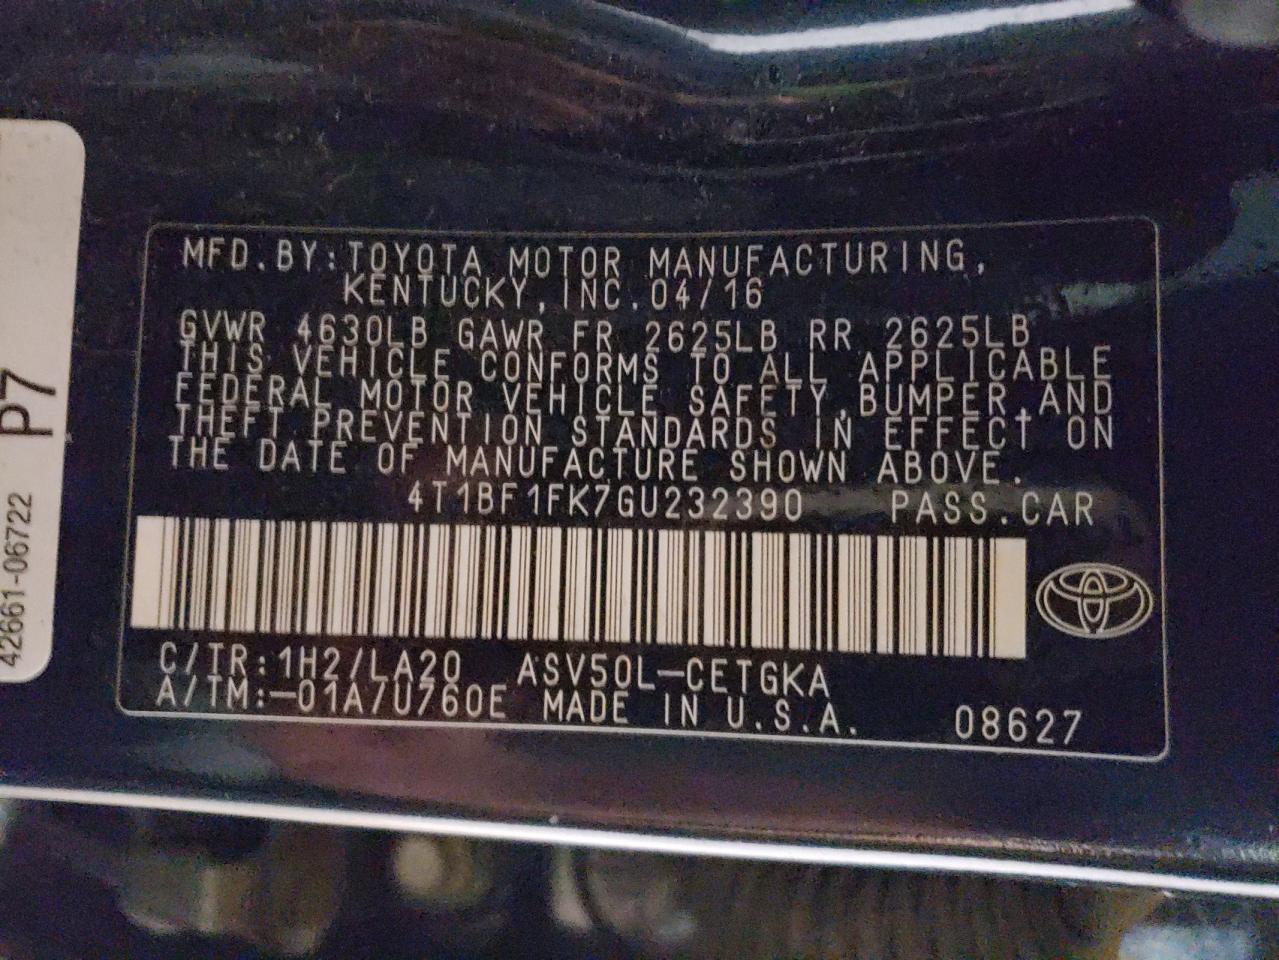 MFD.BY:TOYOTA MOTOR MANUFACTURING,
KENTUCKY,INC.04/16
GVWR 4630LB GAWR FR 2625LB RR 2625LB
THIS VEHICLE CONFORMS TO ALL APPLICABLE
FEDERAL MOTOR VEHICLE SAFETY,BUMPER,AND
THEFT PREVENTION STANDARDS IN EFFECT ON
THE DATE OF MANUFACTURE SHOWN ABOVE.
4T1BF1FK7GU232390 PASS.CAR
C/TR:1H2/LA20 ASV50L-CETGKA
A/TM:-01A/U760E MADE IN U.S.A. 08627
P7
42661-06722